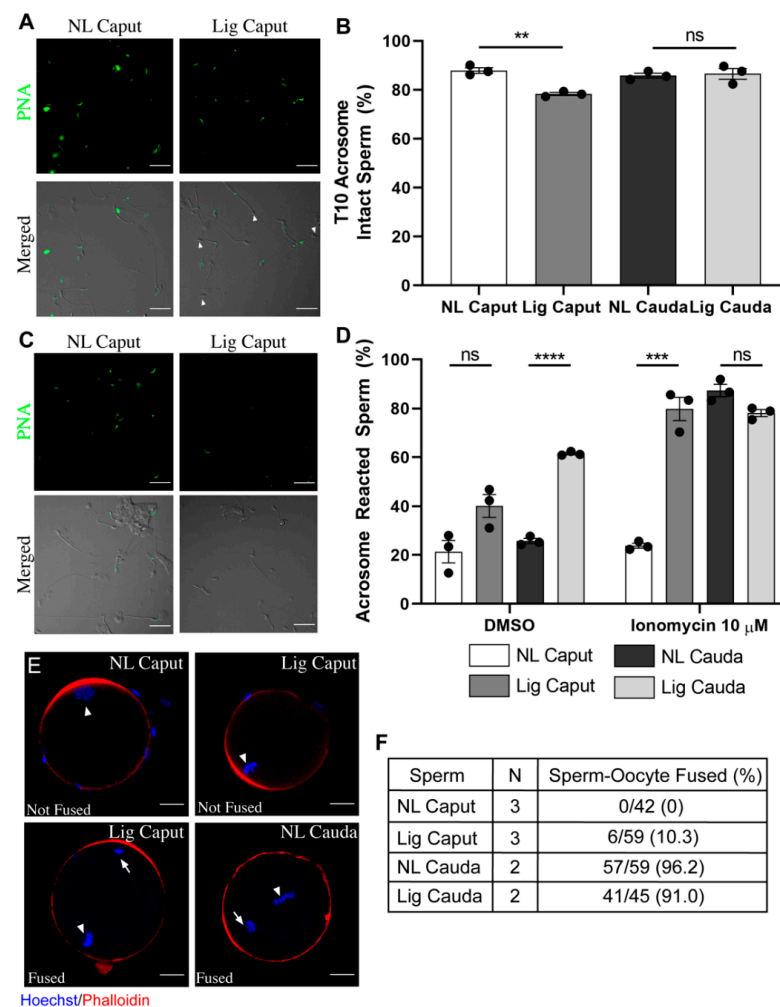 A
NL Caput
Lig Caput
PNA
Merged
B
T10 Acrosome
Intact Sperm (%)
100
80
60
40
20
0
**
ns
NL Caput
Lig Caput
NL Cauda
Lig Cauda
C
NL Caput
Lig Caput
PNA
Merged
D
Acrosome Reacted Sperm (%)
100
80
60
40
20
0
ns
****
***
ns
DMSO
Ionomycin 10 μM
NL Caput
NL Cauda
Lig Caput
Lig Cauda
E
NL Caput
Not Fused
Lig Caput
Not Fused
Lig Caput
Fused
NL Cauda
Fused
Hoechst/Phalloidin
F
Sperm N Sperm-Oocyte Fused (%)
NL Caput 3 0/42 (0)
Lig Caput 3 6/59 (10.3)
NL Cauda 2 57/59 (96.2)
Lig Cauda 2 41/45 (91.0)